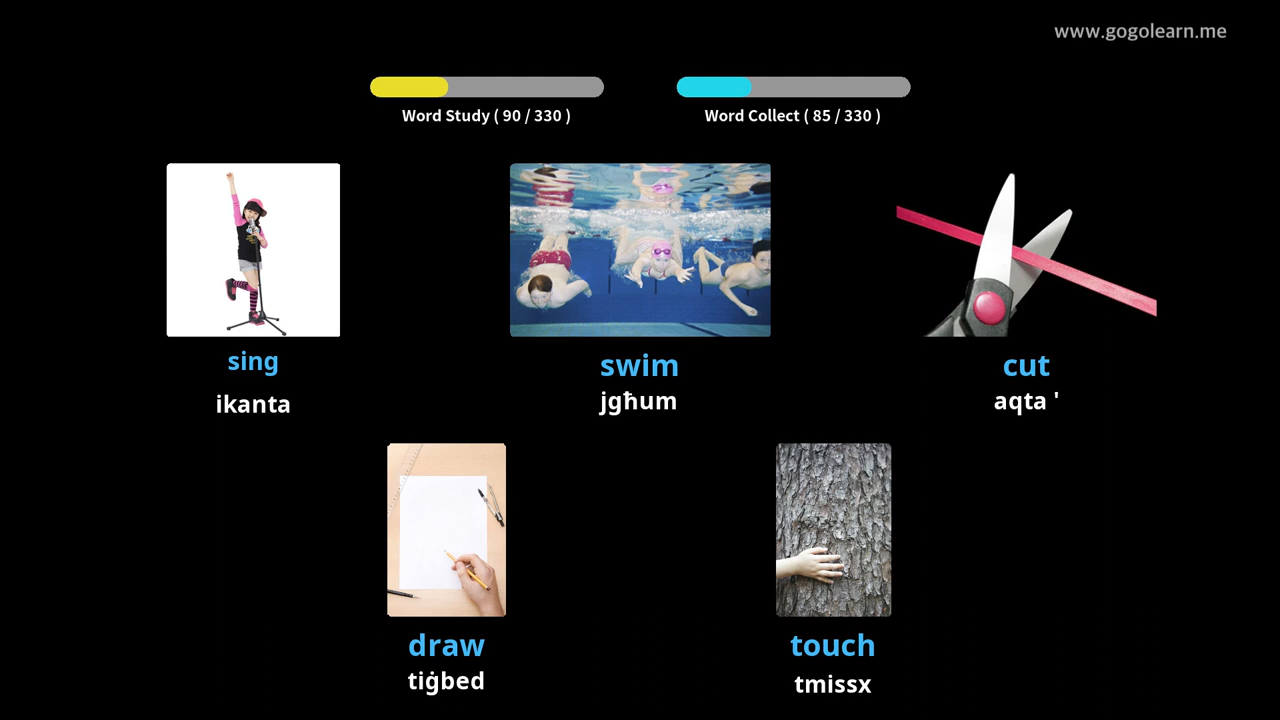 www.gogolearn.me
Word Study ( 90 / 330 )
Word Collect ( 85 / 330 )
sing
ikanta
swim
jgħum
cut
aqta '
draw
tiġbed
touch
tmissx